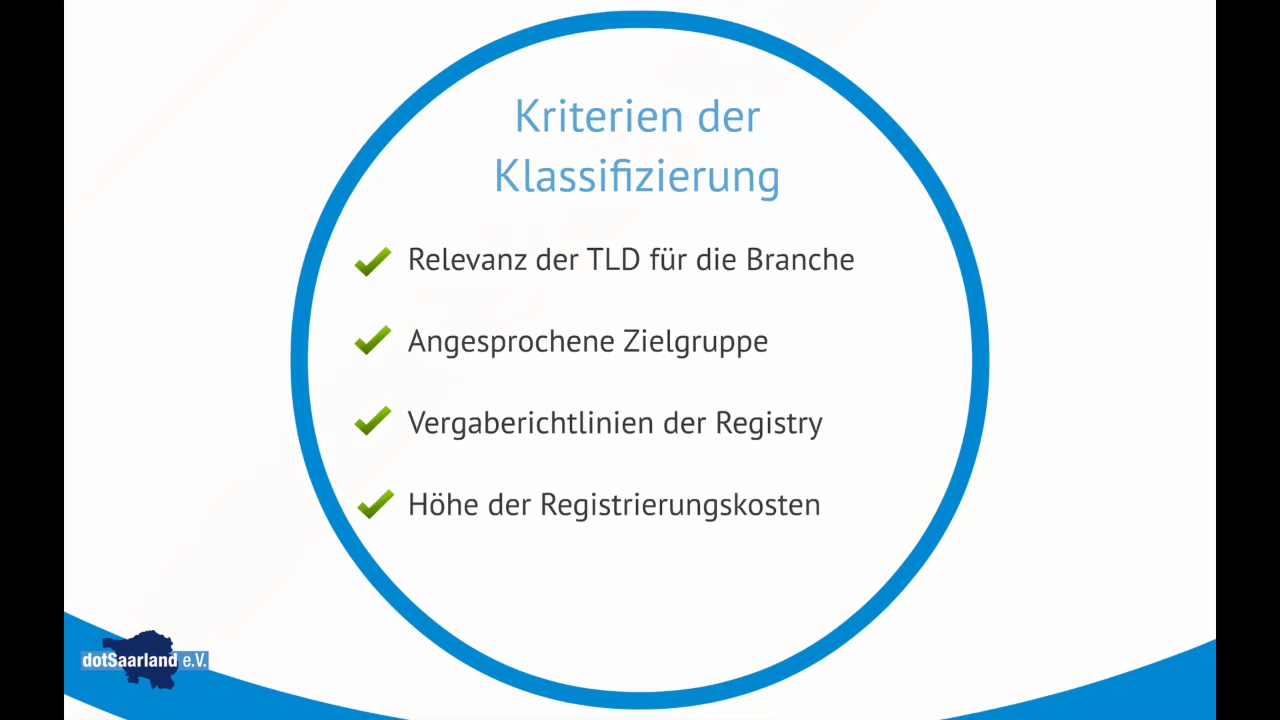 Kriterien der
Klassifizierung
Relevanz der TLD für die Branche
Angesprochene Zielgruppe
Vergaberichtlinien der Registry
Höhe der Registrierungskosten
dotSaarland e.V.